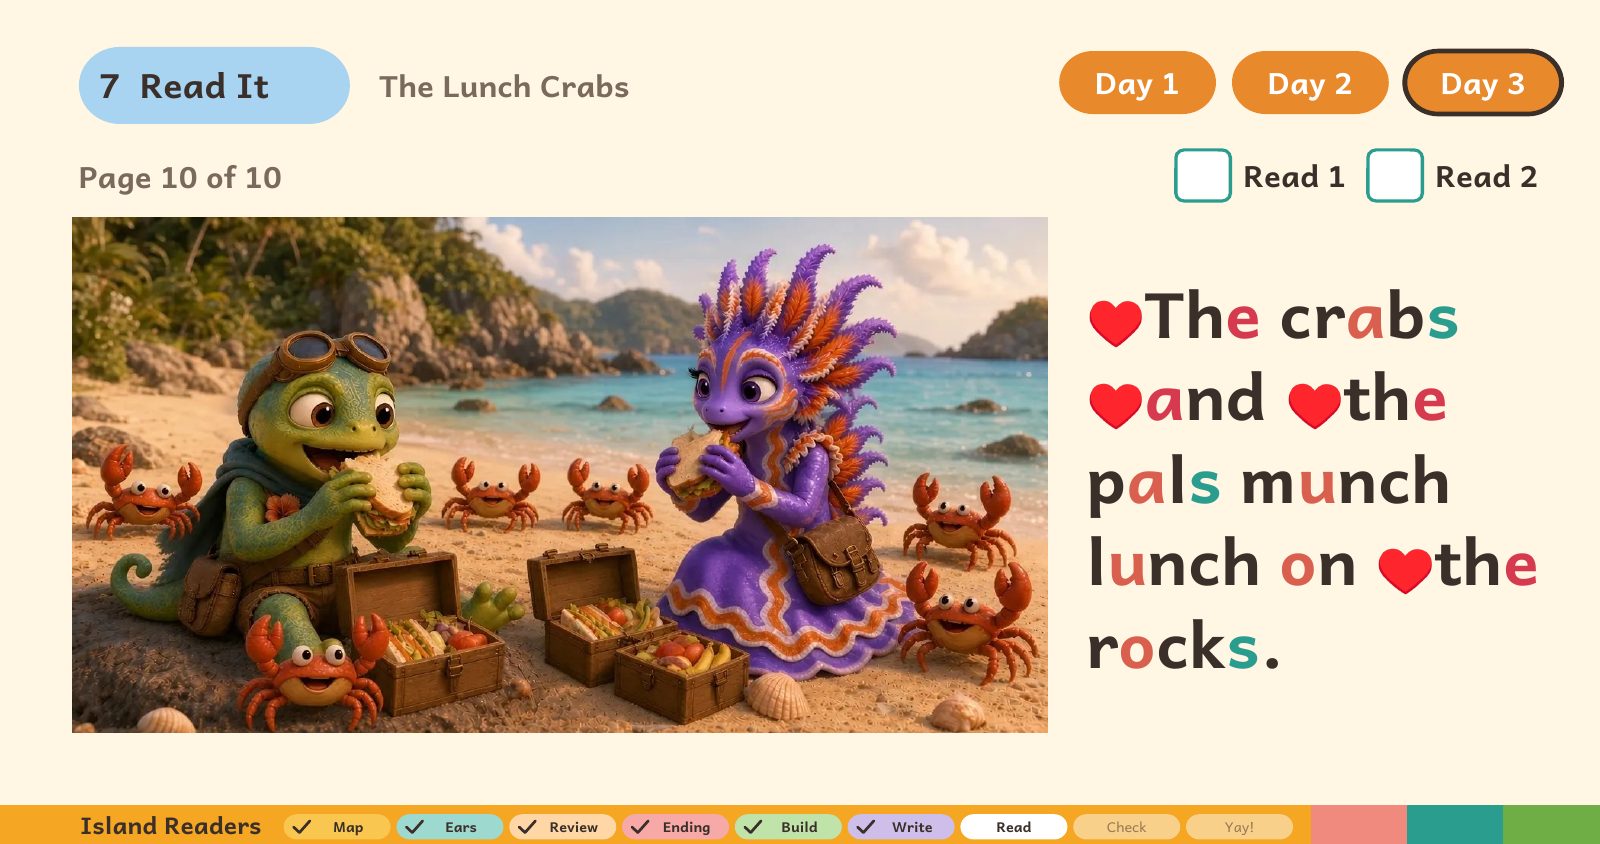 7 Read It
The Lunch Crabs
Day 1
Day 2
Day 3
Page 10 of 10
Read 1
Read 2
❤️The crabs
❤️and ❤️the
pals munch
lunch on ❤️the
rocks.
Island Readers
Map
Ears
Review
Ending
Build
Write
Read
Check
Yay!